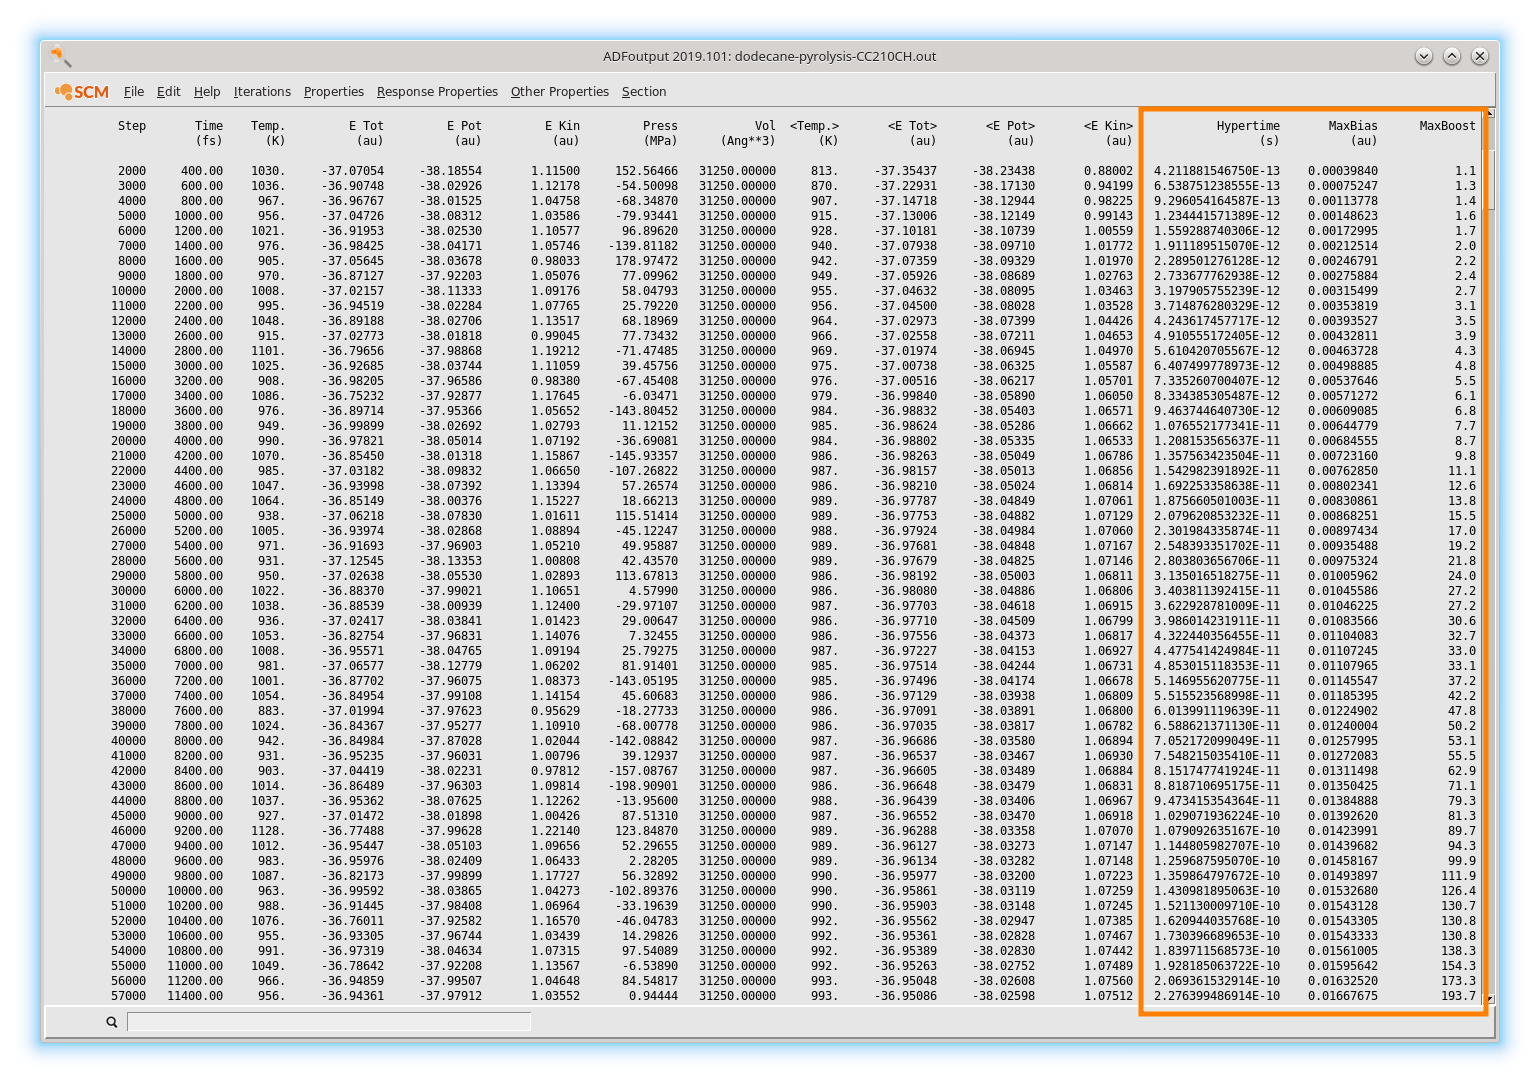 ADFoutput 2019.101: dodecane-pyrolysis-CC210CH.out
SCM File Edit Help Iterations Properties Response Properties Other Properties Section
Step Time Temp. E Tot E Pot E Kin Press Vol <Temp.> <E Tot> <E Pot> <E Kin> Hypertime MaxBias MaxBoost
(fs) (K) (au) (au) (au) (MPa) (Ang**3) (K) (au) (au) (au) (s) (au)
2000 400.00 1030. -37.07054 -38.18554 1.11500 152.56466 31250.00000 813. -37.35437 -38.23438 0.88002 4.211881546750E-13 0.00039840 1.1
3000 600.00 1036. -36.90748 -38.02926 1.12178 -54.50098 31250.00000 870. -37.22931 -38.17130 0.94199 6.538751238555E-13 0.00075247 1.3
4000 800.00 967. -36.96767 -38.01525 1.04758 -68.34870 31250.00000 907. -37.14718 -38.12944 0.98225 9.296054164587E-13 0.00113778 1.4
5000 1000.00 956. -37.04726 -38.08312 1.03586 -79.93441 31250.00000 915. -37.13006 -38.12149 0.99143 1.234441571389E-12 0.00148623 1.6
6000 1200.00 1021. -36.91953 -38.02530 1.10577 96.89620 31250.00000 928. -37.10181 -38.10739 1.00559 1.559288740306E-12 0.00172995 1.7
7000 1400.00 976. -36.98425 -38.04171 1.05746 -139.81182 31250.00000 940. -37.07938 -38.09710 1.01772 1.911189515070E-12 0.00212514 2.0
8000 1600.00 905. -37.05645 -38.03678 0.98033 178.97472 31250.00000 942. -37.07359 -38.09329 1.01970 2.289501276128E-12 0.00246791 2.2
9000 1800.00 970. -36.87127 -37.92203 1.05076 77.09962 31250.00000 949. -37.05926 -38.08689 1.02763 2.733677762938E-12 0.00275884 2.4
10000 2000.00 1008. -37.02157 -38.11333 1.09176 58.04793 31250.00000 955. -37.04632 -38.08095 1.03463 3.197905755239E-12 0.00315499 2.7
11000 2200.00 995. -36.94519 -38.02284 1.07765 25.79220 31250.00000 956. -37.04500 -38.08028 1.03528 3.714876280329E-12 0.00353819 3.1
12000 2400.00 1048. -36.89188 -38.02706 1.13517 68.18969 31250.00000 964. -37.02973 -38.07399 1.04426 4.243617457717E-12 0.00393527 3.5
13000 2600.00 915. -37.02773 -38.01818 0.99045 77.73432 31250.00000 967. -37.02558 -38.07211 1.04653 4.910555172405E-12 0.00432811 3.9
14000 2800.00 1101. -36.79656 -37.98868 1.19212 -71.47485 31250.00000 969. -37.01974 -38.06945 1.04970 5.610420705567E-12 0.00463728 4.3
15000 3000.00 1025. -36.92685 -38.03744 1.11059 39.45756 31250.00000 975. -37.00738 -38.06325 1.05587 6.407499778973E-12 0.00498885 4.8
16000 3200.00 908. -36.98205 -37.96586 0.98380 -67.45408 31250.00000 976. -37.00516 -38.06217 1.05701 7.335260700407E-12 0.00537646 5.5
17000 3400.00 1086. -36.75232 -37.92877 1.17645 -6.03471 31250.00000 979. -36.99840 -38.05890 1.06050 8.334385305487E-12 0.00571272 6.1
18000 3600.00 976. -36.89714 -37.95366 1.05652 -143.80452 31250.00000 984. -36.98832 -38.05403 1.06571 9.463744640730E-12 0.00609085 6.8
19000 3800.00 949. -36.99899 -38.02692 1.02793 11.12152 31250.00000 985. -36.98624 -38.05286 1.06662 1.076552177341E-11 0.00644779 7.7
20000 4000.00 990. -36.97821 -38.05014 1.07192 -36.69081 31250.00000 984. -36.98802 -38.05335 1.06533 1.208153565637E-11 0.00684555 8.7
21000 4200.00 1070. -36.85450 -38.01318 1.15867 -145.93357 31250.00000 986. -36.98263 -38.05049 1.06786 1.357563423504E-11 0.00723160 9.8
22000 4400.00 985. -37.03182 -38.09832 1.06650 -107.26822 31250.00000 987. -36.98157 -38.05013 1.06856 1.542982391892E-11 0.00762850 11.1
23000 4600.00 1047. -36.93998 -38.07392 1.13394 57.26574 31250.00000 986. -36.98210 -38.05024 1.06814 1.692253358638E-11 0.00802341 12.6
24000 4800.00 1064. -36.85149 -38.00376 1.15227 18.66213 31250.00000 989. -36.97787 -38.04849 1.07061 1.875660501003E-11 0.00830861 13.8
25000 5000.00 938. -37.06218 -38.07830 1.01611 115.51414 31250.00000 989. -36.97753 -38.04882 1.07129 2.079620853232E-11 0.00868251 15.5
26000 5200.00 1005. -36.93974 -38.02868 1.08894 -45.12247 31250.00000 989. -36.97924 -38.04984 1.07060 2.301984335874E-11 0.00897434 17.0
27000 5400.00 971. -36.91693 -37.96903 1.05210 49.95887 31250.00000 989. -36.97681 -38.04848 1.07167 2.548393351702E-11 0.00935488 19.2
28000 5600.00 931. -37.12545 -38.13353 1.00808 42.43570 31250.00000 989. -36.97679 -38.04825 1.07146 2.803803656706E-11 0.00975324 21.8
29000 5800.00 950. -37.02638 -38.05530 1.02893 113.67813 31250.00000 986. -36.98192 -38.05003 1.06811 3.135016518275E-11 0.01005962 24.0
30000 6000.00 1022. -36.88370 -37.99021 1.10651 4.57990 31250.00000 986. -36.98080 -38.04886 1.06806 3.403811392415E-11 0.01045586 27.2
31000 6200.00 1038. -36.88539 -38.00939 1.12400 -29.97107 31250.00000 987. -36.97703 -38.04618 1.06915 3.622928781009E-11 0.01046225 27.2
32000 6400.00 936. -37.02417 -38.03841 1.01423 29.00647 31250.00000 986. -36.97710 -38.04509 1.06799 3.986014231911E-11 0.01083566 30.6
33000 6600.00 1053. -36.82754 -37.96831 1.14076 7.32455 31250.00000 986. -36.97556 -38.04373 1.06817 4.322440356455E-11 0.01104083 32.7
34000 6800.00 1008. -36.95571 -38.04765 1.09194 25.79275 31250.00000 987. -36.97227 -38.04153 1.06927 4.477541424984E-11 0.01107245 33.0
35000 7000.00 981. -37.06577 -38.12779 1.06202 81.91401 31250.00000 985. -36.97514 -38.04244 1.06731 4.853015118353E-11 0.01107965 33.1
36000 7200.00 1001. -36.87702 -37.96075 1.08373 -143.05195 31250.00000 985. -36.97496 -38.04174 1.06678 5.146955620775E-11 0.01145547 37.2
37000 7400.00 1054. -36.84954 -37.99108 1.14154 45.60683 31250.00000 986. -36.97129 -38.03938 1.06809 5.515523568998E-11 0.01185395 42.2
38000 7600.00 883. -37.01994 -37.97623 0.95629 -18.27733 31250.00000 986. -36.97091 -38.03891 1.06800 6.013991119639E-11 0.01224902 47.8
39000 7800.00 1024. -36.84367 -37.95277 1.10910 -68.00778 31250.00000 986. -36.97035 -38.03817 1.06782 6.588621371130E-11 0.01240004 50.2
40000 8000.00 942. -36.84984 -37.87028 1.02044 -142.08842 31250.00000 987. -36.96686 -38.03580 1.06894 7.052172099049E-11 0.01257995 53.1
41000 8200.00 931. -36.95235 -37.96031 1.00796 39.12937 31250.00000 987. -36.96537 -38.03467 1.06930 7.548215035410E-11 0.01272083 55.5
42000 8400.00 903. -37.04419 -38.02231 0.97812 -157.08767 31250.00000 987. -36.96605 -38.03489 1.06884 8.151747741924E-11 0.01311498 62.9
43000 8600.00 1014. -36.86489 -37.96303 1.09814 -198.90901 31250.00000 986. -36.96648 -38.03479 1.06831 8.818710695175E-11 0.01350425 71.1
44000 8800.00 1037. -36.95362 -38.07625 1.12262 -13.95600 31250.00000 988. -36.96439 -38.03406 1.06967 9.473415354364E-11 0.01384888 79.3
45000 9000.00 927. -37.01472 -38.01898 1.00426 87.51310 31250.00000 989. -36.96552 -38.03470 1.06918 1.029071936224E-10 0.01392620 81.3
46000 9200.00 1128. -36.77488 -37.99628 1.22140 123.84870 31250.00000 989. -36.96288 -38.03358 1.07070 1.079092635167E-10 0.01423991 89.7
47000 9400.00 1012. -36.95447 -38.05103 1.09656 52.29655 31250.00000 989. -36.96127 -38.03273 1.07147 1.144805982707E-10 0.01439682 94.3
48000 9600.00 983. -36.95976 -38.02409 1.06433 2.28205 31250.00000 989. -36.96134 -38.03282 1.07148 1.259687595070E-10 0.01458167 99.9
49000 9800.00 1087. -36.82173 -37.99899 1.17727 56.32892 31250.00000 990. -36.95977 -38.03200 1.07223 1.359864797672E-10 0.01493897 111.9
50000 10000.00 963. -36.99592 -38.03865 1.04273 -102.89376 31250.00000 990. -36.95861 -38.03119 1.07259 1.430981895063E-10 0.01532680 126.4
51000 10200.00 988. -36.91445 -37.98408 1.06964 -33.19639 31250.00000 990. -36.95903 -38.03148 1.07245 1.521130009710E-10 0.01543128 130.7
52000 10400.00 1076. -36.76011 -37.92582 1.16570 -46.04783 31250.00000 992. -36.95562 -38.02947 1.07385 1.620944035768E-10 0.01543305 130.8
53000 10600.00 955. -36.93305 -37.96744 1.03439 14.29826 31250.00000 992. -36.95361 -38.02828 1.07467 1.730396689653E-10 0.01543333 130.8
54000 10800.00 991. -36.97319 -38.04634 1.07315 97.54089 31250.00000 992. -36.95389 -38.02830 1.07442 1.839711568573E-10 0.01561005 138.3
55000 11000.00 1049. -36.78642 -37.92208 1.13567 -6.53890 31250.00000 992. -36.95263 -38.02752 1.07489 1.928185063722E-10 0.01595642 154.3
56000 11200.00 966. -36.94859 -37.99507 1.04648 84.54817 31250.00000 993. -36.95048 -38.02608 1.07560 2.069361532914E-10 0.01632520 173.3
57000 11400.00 956. -36.94361 -37.97912 1.03552 0.94444 31250.00000 993. -36.95086 -38.02598 1.07512 2.276399486914E-10 0.01667675 193.7